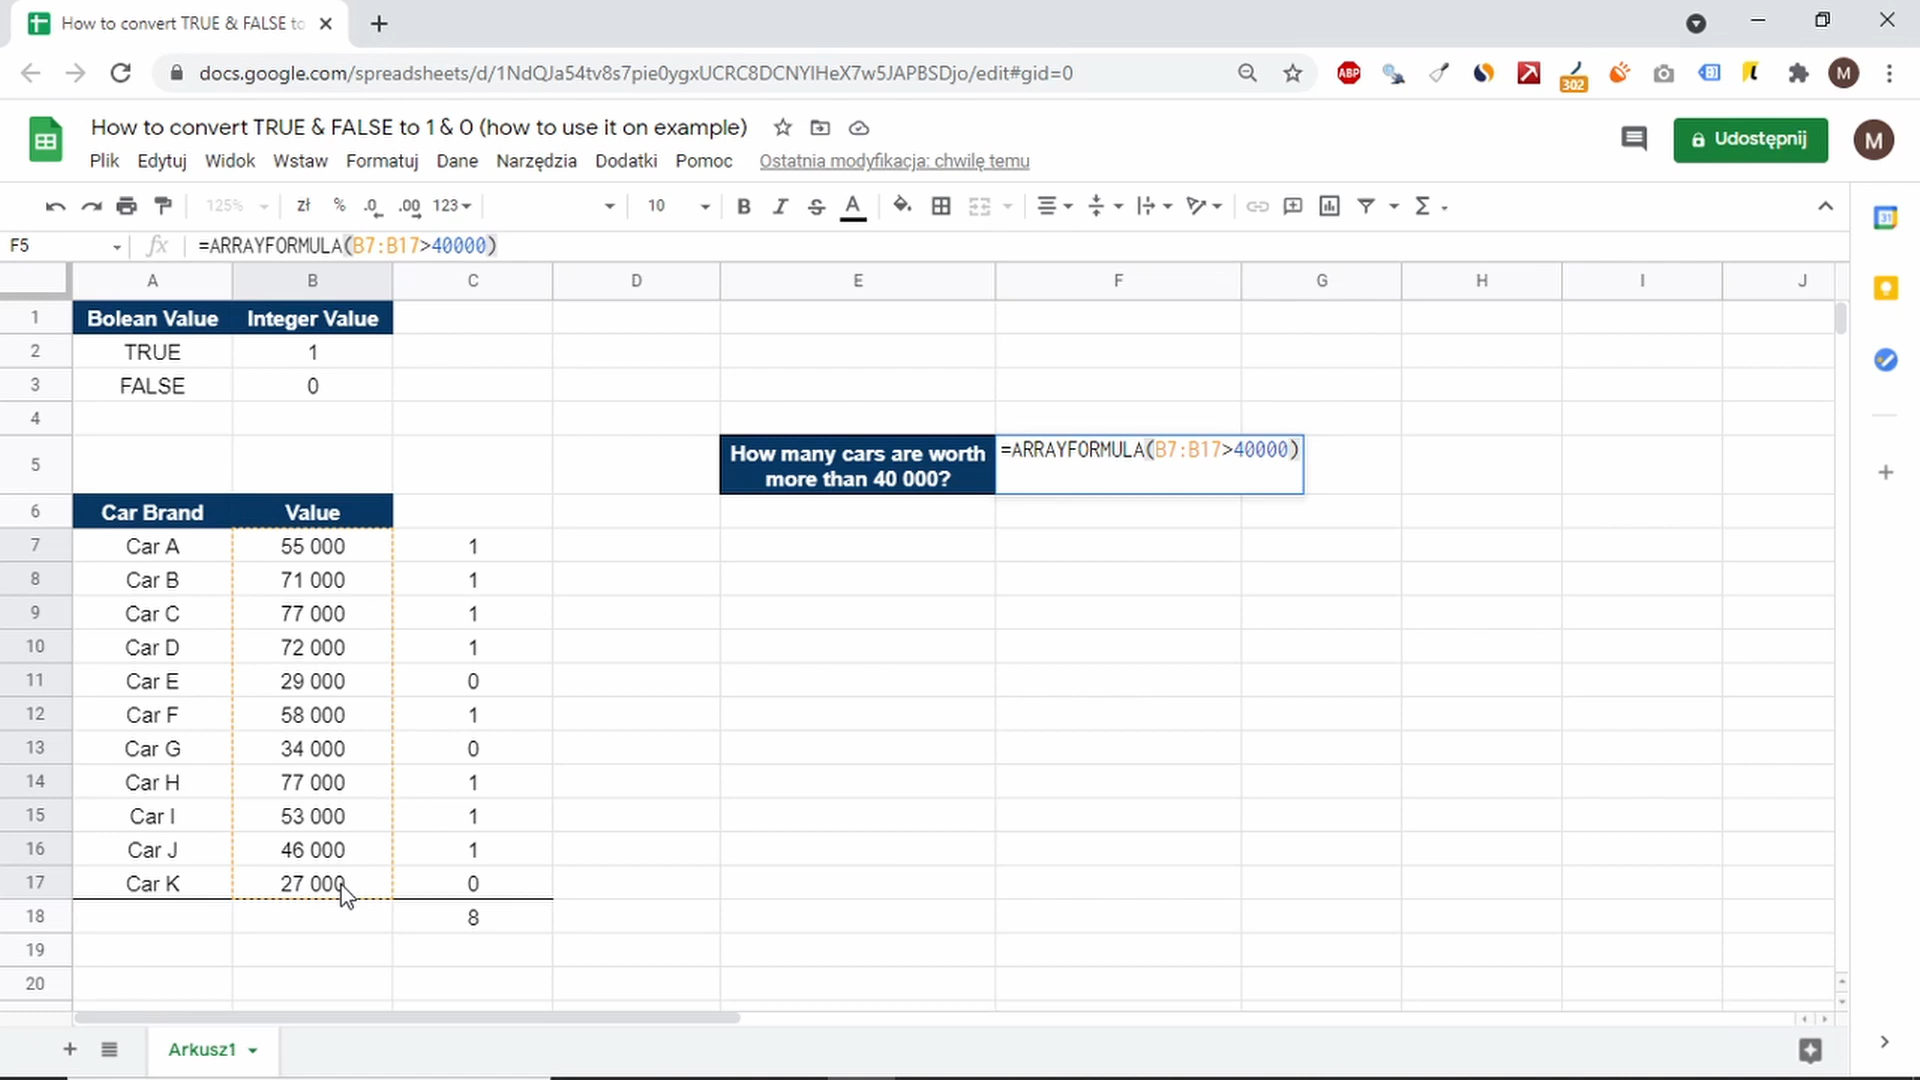 How to convert TRUE & FALSE to
docs.google.com/spreadsheets/d/1NdQJa54tv8s7pie0ygxUCRC8DCNYIHeX7w5JAPBSDjo/edit#gid=0
ABP
302
M
How to convert TRUE & FALSE to 1 & 0 (how to use it on example)
Udostępnij
M
Plik Edytuj Widok Wstaw Formatuj Dane Narzędzia Dodatki Pomoc Ostatnia modyfikacja: chwilę temu
125% zł % .0 .00 123 10 B I S A Σ
31
F5 fx =ARRAYFORMULA(B7:B17>40000)
A B C D E F G H I J
1 Bolean Value Integer Value
2 TRUE 1
3 FALSE 0
4
5 How many cars are worth more than 40 000? =ARRAYFORMULA(B7:B17>40000)
6 Car Brand Value
7 Car A 55 000 1
8 Car B 71 000 1
9 Car C 77 000 1
10 Car D 72 000 1
11 Car E 29 000 0
12 Car F 58 000 1
13 Car G 34 000 0
14 Car H 77 000 1
15 Car I 53 000 1
16 Car J 46 000 1
17 Car K 27 000 0
18 8
19
20
Arkusz1